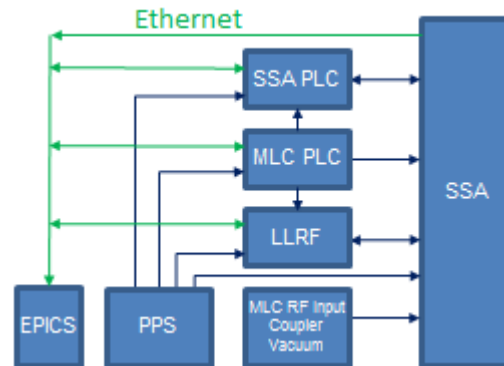 Ethernet
SSA PLC
MLC PLC
SSA
LLRF
EPICS
PPS
MLC RF Input
Coupler
Vacuum